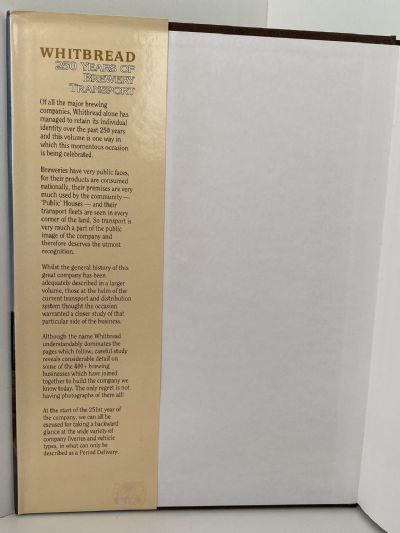 WHITBREAD
250 YEARS OF
BREWERY
TRANSPORT
Of all the major brewing
companies, Whitbread alone has
managed to retain its individual
identity over the past 250 years
and this volume is one way in
which this momentous occasion
is being celebrated.
Breweries have very public faces,
for their products are consumed
nationally, their premises are very
much used by the community —
'Public' Houses — and their
transport fleets are seen in every
corner of the land. So transport is
very much a part of the public
image of the company and
therefore deserves the utmost
recognition.
Whilst the general history of this
great company has been
adequately described in a larger
volume, those at the helm of the
current transport and distribution
system thought the occasion
warranted a closer study of that
particular side of the business.
Although the name Whitbread
understandably dominates the
pages which follow, careful study
reveals considerable detail on
some of the 400+ brewing
businesses which have joined
together to build the company we
know today. The only regret is not
having photographs of them all!
At the start of the 251st year of
the company, we can all be
excused for taking a backward
glance at the wide variety of
company liveries and vehicle
types, in what can only be
described as a Period Delivery.